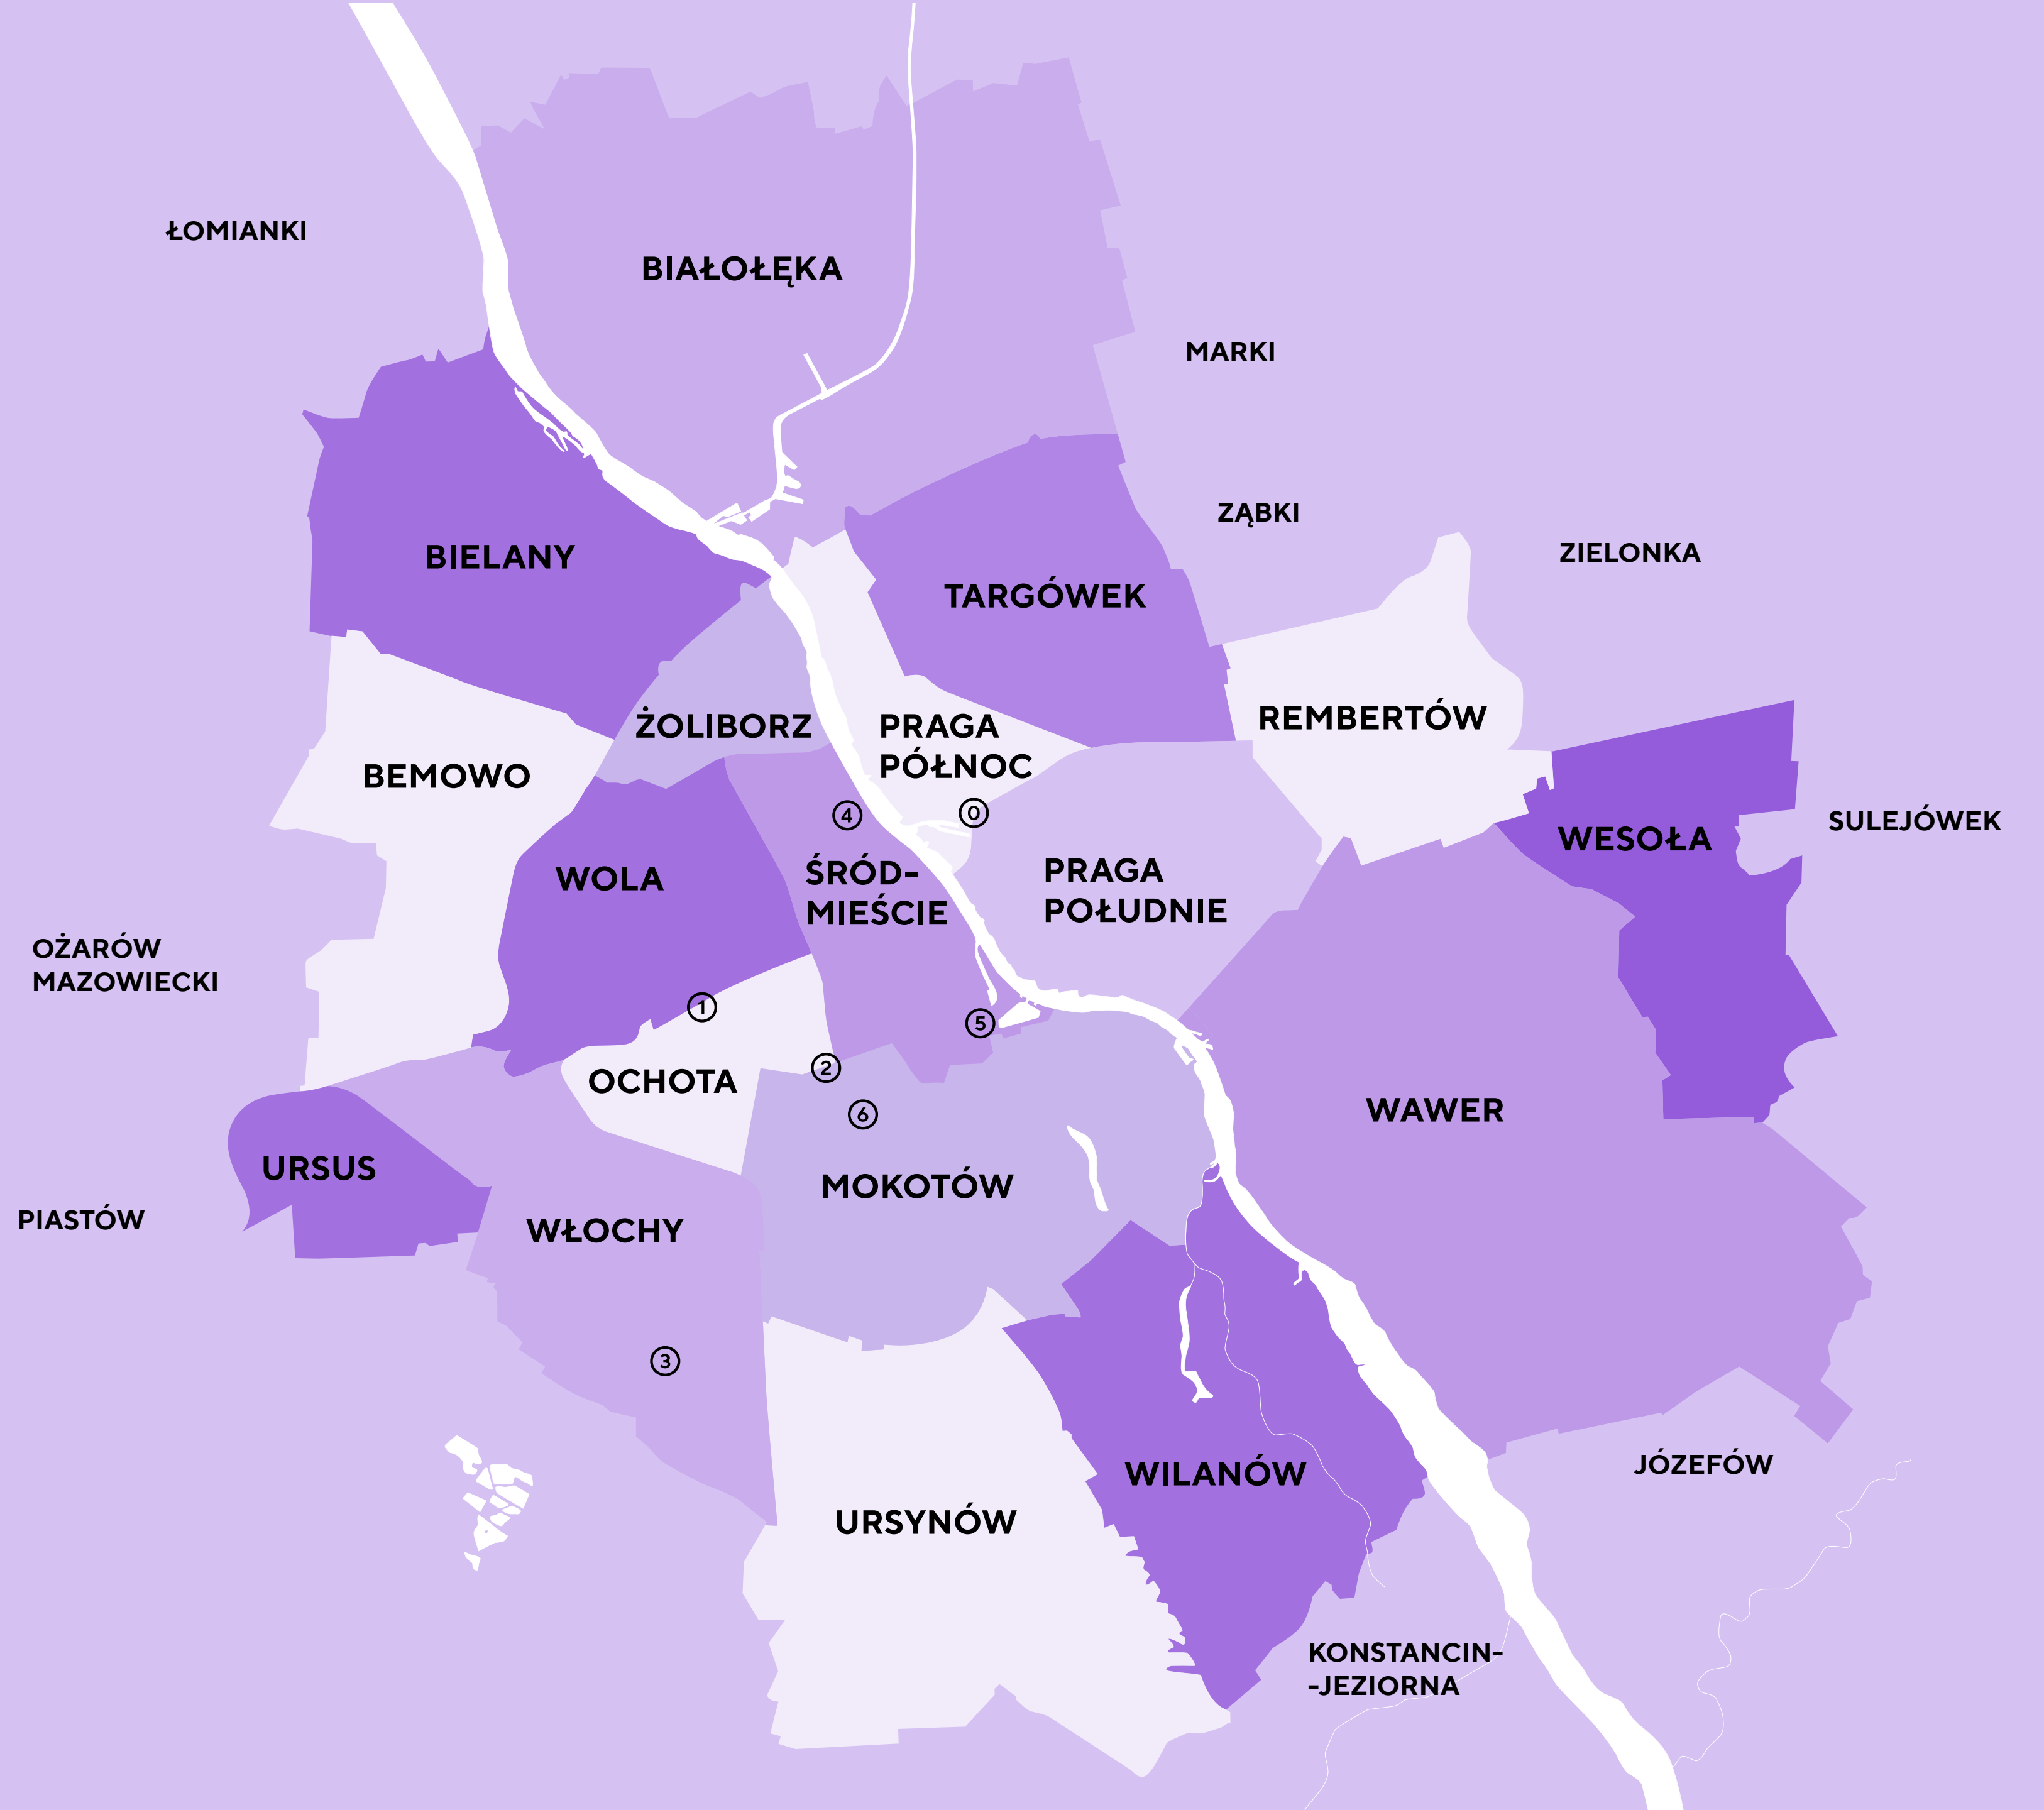 ŁOMIANKI
BIAŁOŁĘKA
MARKI
ZĄBKI
ZIELONKA
BIELANY
TARGÓWEK
REMBERTÓW
ŻOLIBORZ
PRAGA
PÓŁNOC
BEMOWO
4
0
SULEJÓWEK
WESOŁA
WOLA
ŚRÓD-
MIEŚCIE
PRAGA
POŁUDNIE
OŻARÓW
MAZOWIECKI
1
5
2
OCHOTA
6
WAWER
URSUS
MOKOTÓW
PIASTÓW
WŁOCHY
3
WILANÓW
JÓZEFÓW
URSYNÓW
KONSTANCIN-
-JEZIORNA